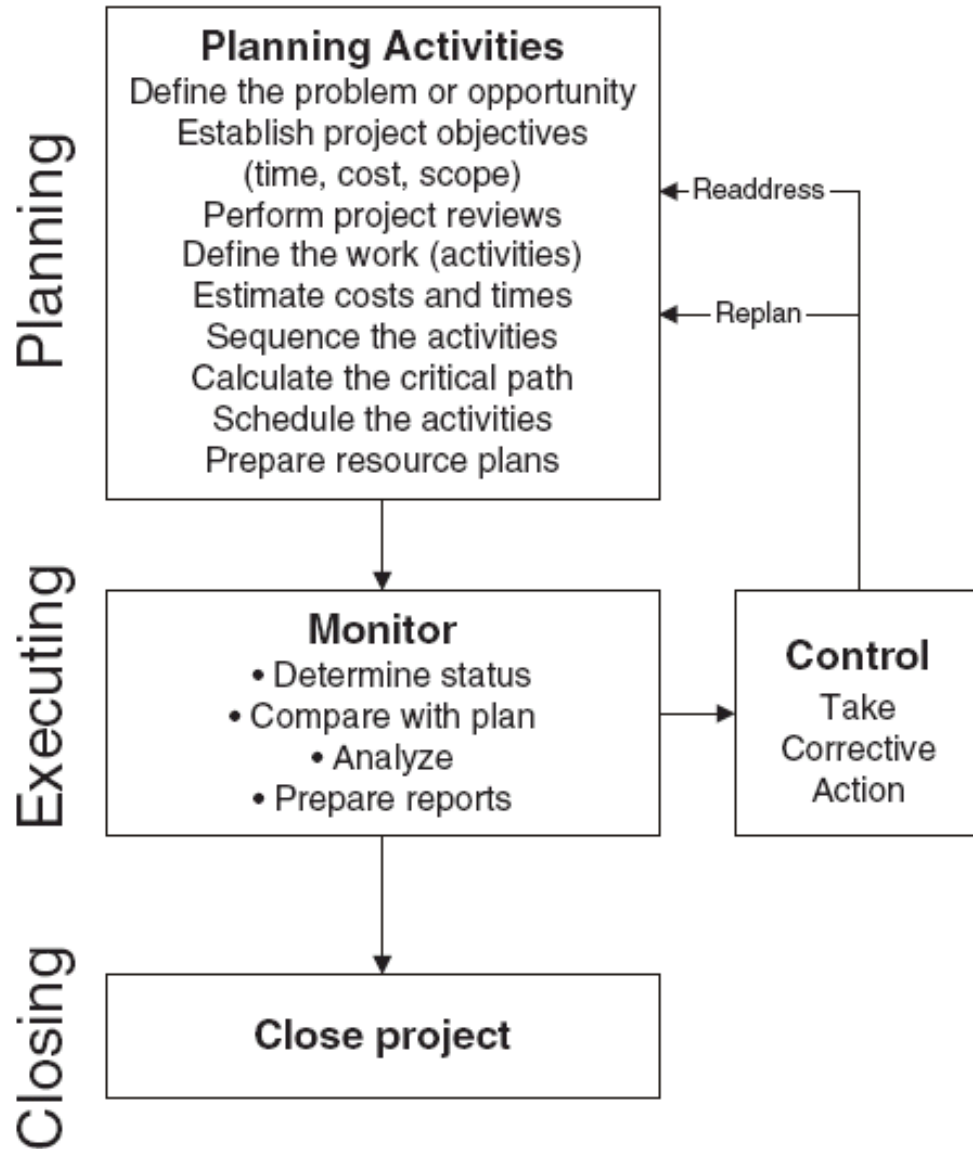 Planning
Planning Activities
Define the problem or opportunity
Establish project objectives
(time, cost, scope)
Perform project reviews
Define the work (activities)
Estimate costs and times
Sequence the activities
Calculate the critical path
Schedule the activities
Prepare resource plans
Readdress
Replan
Executing
Monitor
• Determine status
• Compare with plan
• Analyze
• Prepare reports
Control
Take
Corrective
Action
Closing
Close project